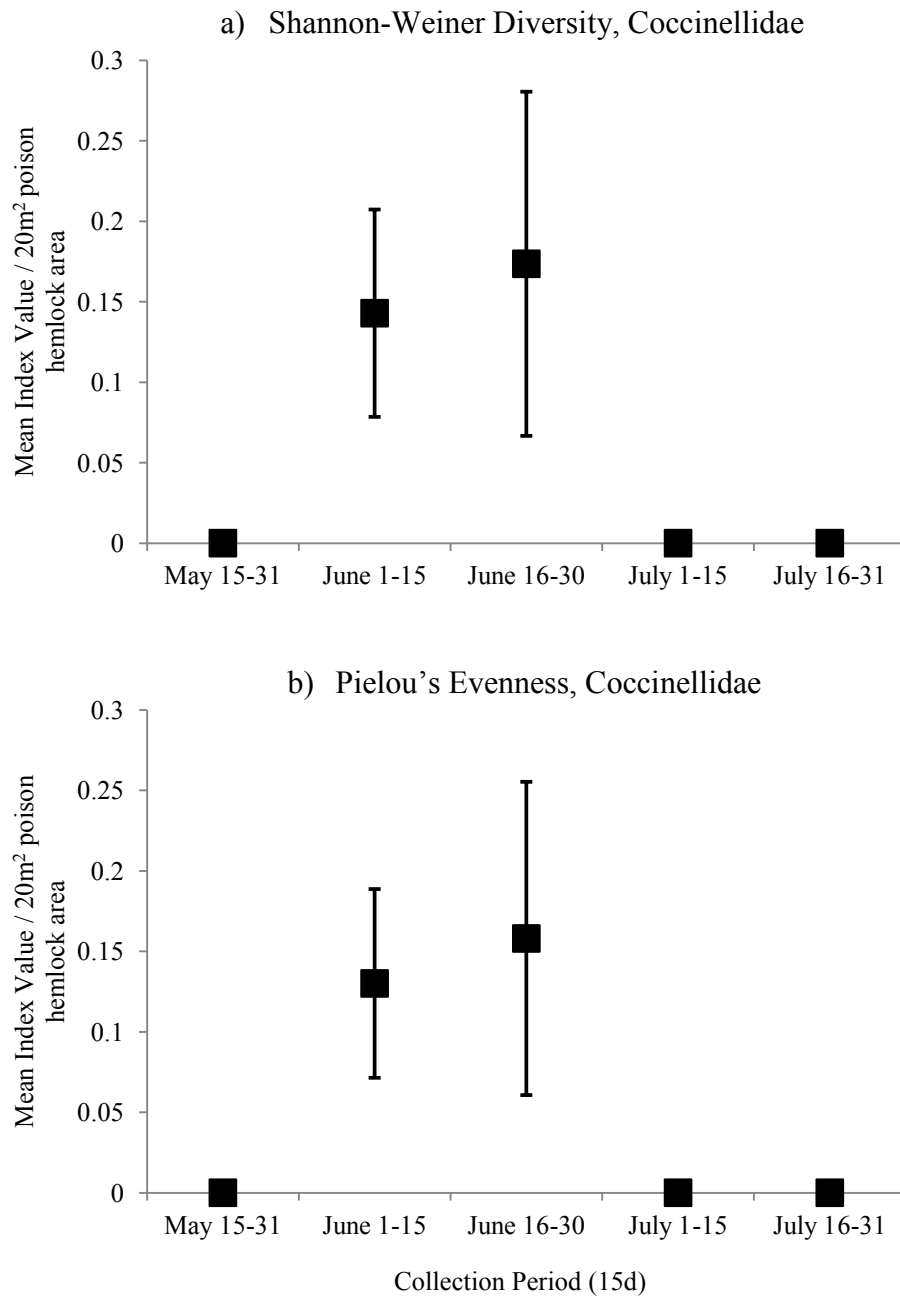 a) Shannon-Weiner Diversity, Coccinellidae
0.3
0.25
0.2
0.15
0.1
0.05
0
Mean Index Value / 20m² poison
hemlock area
May 15-31 June 1-15 June 16-30 July 1-15 July 16-31
b) Pielou’s Evenness, Coccinellidae
0.3
0.25
0.2
0.15
0.1
0.05
0
Mean Index Value / 20m² poison
hemlock area
May 15-31 June 1-15 June 16-30 July 1-15 July 16-31
Collection Period (15d)